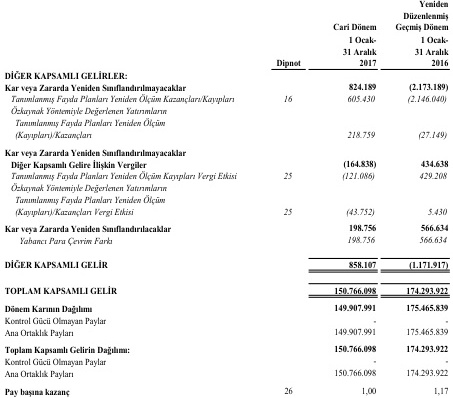 Yeniden
Düzenlenmiş
Cari Dönem Geçmiş Dönem
1 Ocak- 1 Ocak-
31 Aralık 31 Aralık
Dipnot 2017 2016
DİĞER KAPSAMLI GELİRLER:
Kar veya Zararda Yeniden Sınıflandırılmayacaklar 824.189 (2.173.189)
Tanımlanmış Fayda Planları Yeniden Ölçüm Kazançları/Kayıpları 16 605.430 (2.146.040)
Özkaynak Yöntemiyle Değerlenen Yatırımların
Tanımlanmış Fayda Planları Yeniden Ölçüm
(Kayıpları)/Kazançları 218.759 (27.149)
Kar veya Zararda Yeniden Sınıflandırılmayacaklar
Diğer Kapsamlı Gelire İlişkin Vergiler (164.838) 434.638
Tanımlanmış Fayda Planları Yeniden Ölçüm Kayıpları Vergi Etkisi 25 (121.086) 429.208
Özkaynak Yöntemiyle Değerlenen Yatırımların
Tanımlanmış Fayda Planları Yeniden Ölçüm
(Kayıpları)/Kazançları Vergi Etkisi 25 (43.752) 5.430
Kar veya Zararda Yeniden Sınıflandırılacaklar 198.756 566.634
Yabancı Para Çevrim Farkı 198.756 566.634
DİĞER KAPSAMLI GELİR 858.107 (1.171.917)
TOPLAM KAPSAMLI GELİR 150.766.098 174.293.922
Dönem Karının Dağılımı 149.907.991 175.465.839
Kontrol Gücü Olmayan Paylar - -
Ana Ortaklık Payları 149.907.991 175.465.839
Toplam Kapsamlı Gelirin Dağılımı: 150.766.098 174.293.922
Kontrol Gücü Olmayan Paylar - -
Ana Ortaklık Payları 150.766.098 174.293.922
Pay başına kazanç 26 1,00 1,17